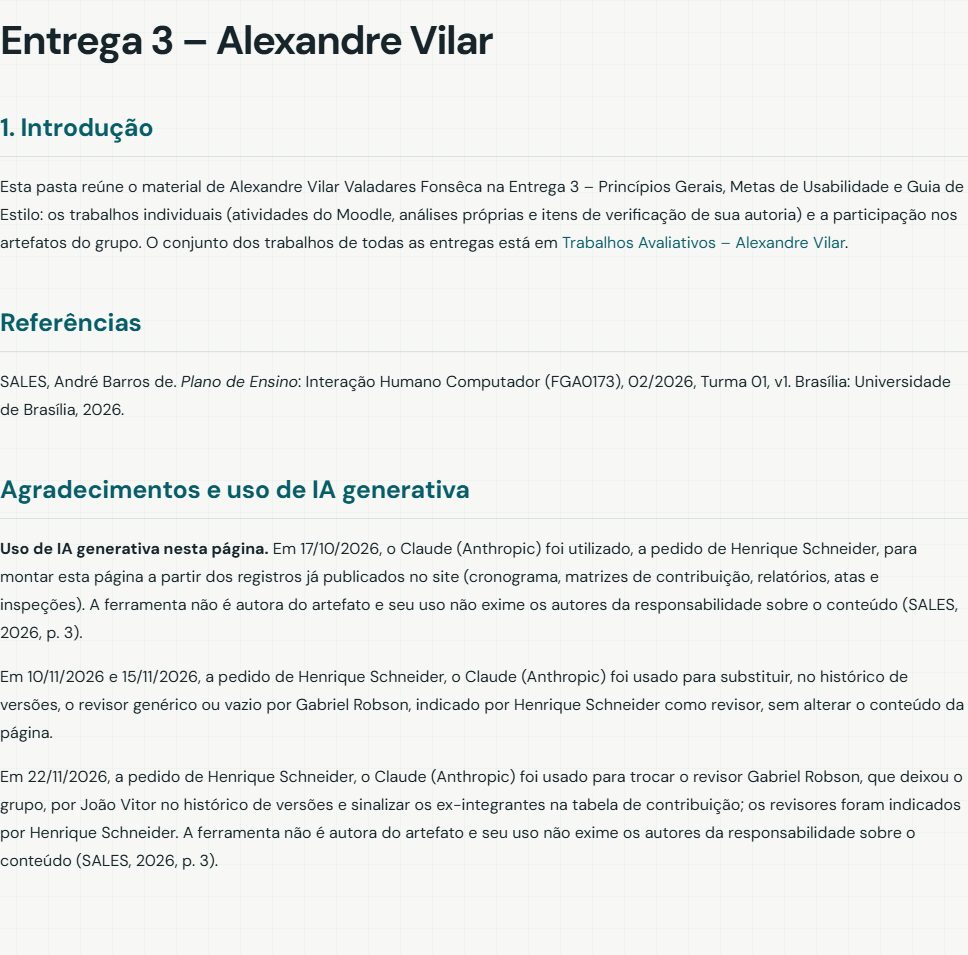 Entrega 3 – Alexandre Vilar
1. Introdução
Esta pasta reúne o material de Alexandre Vilar Valadares Fonsêca na Entrega 3 – Princípios Gerais, Metas de Usabilidade e Guia de
Estilo: os trabalhos individuais (atividades do Moodle, análises próprias e itens de verificação de sua autoria) e a participação nos
artefatos do grupo. O conjunto dos trabalhos de todas as entregas está em Trabalhos Avaliativos – Alexandre Vilar.
Referências
SALES, André Barros de. Plano de Ensino: Interação Humano Computador (FGA0173), 02/2026, Turma 01, v1. Brasília: Universidade
de Brasília, 2026.
Agradecimentos e uso de IA generativa
Uso de IA generativa nesta página. Em 17/10/2026, o Claude (Anthropic) foi utilizado, a pedido de Henrique Schneider, para
montar esta página a partir dos registros já publicados no site (cronograma, matrizes de contribuição, relatórios, atas e
inspeções). A ferramenta não é autora do artefato e seu uso não exime os autores da responsabilidade sobre o conteúdo (SALES,
2026, p. 3).
Em 10/11/2026 e 15/11/2026, a pedido de Henrique Schneider, o Claude (Anthropic) foi usado para substituir, no histórico de
versões, o revisor genérico ou vazio por Gabriel Robson, indicado por Henrique Schneider como revisor, sem alterar o conteúdo da
página.
Em 22/11/2026, a pedido de Henrique Schneider, o Claude (Anthropic) foi usado para trocar o revisor Gabriel Robson, que deixou o
grupo, por João Vitor no histórico de versões e sinalizar os ex-integrantes na tabela de contribuição; os revisores foram indicados
por Henrique Schneider. A ferramenta não é autora do artefato e seu uso não exime os autores da responsabilidade sobre o
conteúdo (SALES, 2026, p. 3).